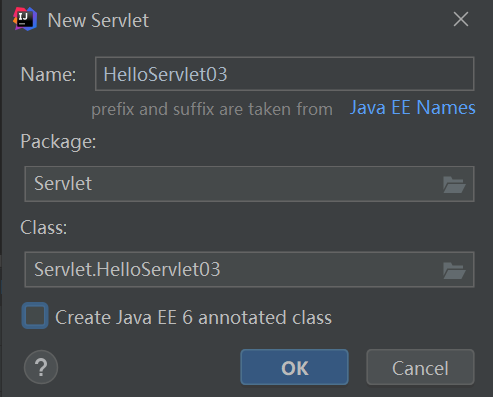 New Servlet
Name: HelloServlet03
prefix and suffix are taken from Java EE Names
Package:
Servlet
Class:
Servlet.HelloServlet03
Create Java EE 6 annotated class
? OK Cancel